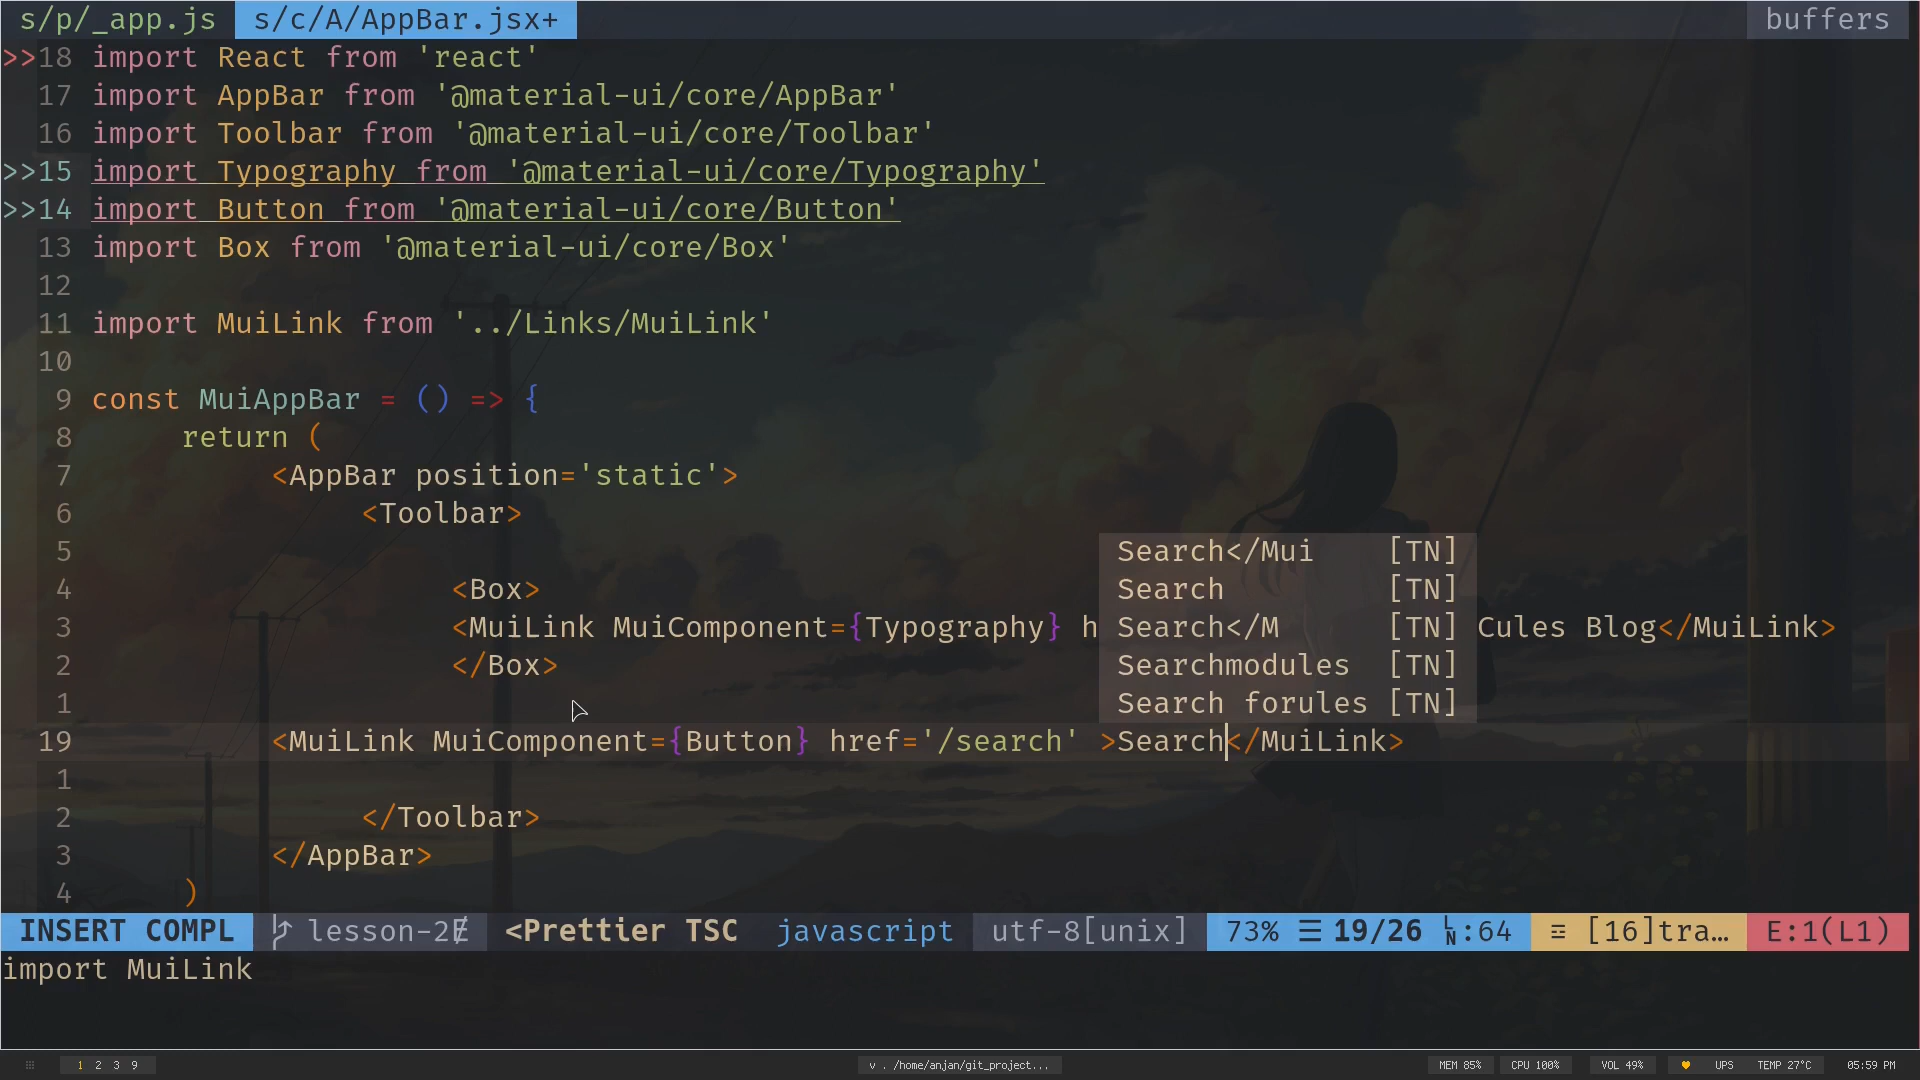 s/p/_app.js s/c/A/AppBar.jsx+ buffers
>>18 import React from 'react'
17 import AppBar from '@material-ui/core/AppBar'
16 import Toolbar from '@material-ui/core/Toolbar'
>>15 import Typography from '@material-ui/core/Typography'
>>14 import Button from '@material-ui/core/Button'
13 import Box from '@material-ui/core/Box'
12
11 import MuiLink from '../Links/MuiLink'
10
9 const MuiAppBar = () => {
8 return (
7 <AppBar position='static'>
6 <Toolbar>
5 Search</Mui [TN]
4 <Box> Search [TN]
3 <MuiLink MuiComponent={Typography} h Search</M [TN] Cules Blog</MuiLink>
2 </Box> Searchmodules [TN]
1 Search forules [TN]
19 <MuiLink MuiComponent={Button} href='/search' >Search</MuiLink>
1
2 </Toolbar>
3 </AppBar>
4 )
INSERT COMPL lesson-2 <Prettier TSC javascript utf-8[unix] 73% ☰ 19/26 :64 [16]tra… E:1(L1)
import MuiLink
1 2 3 9 v . /home/anjan/git_project... MEM 85% CPU 100% VOL 49% UPS TEMP 27°C 05:59 PM